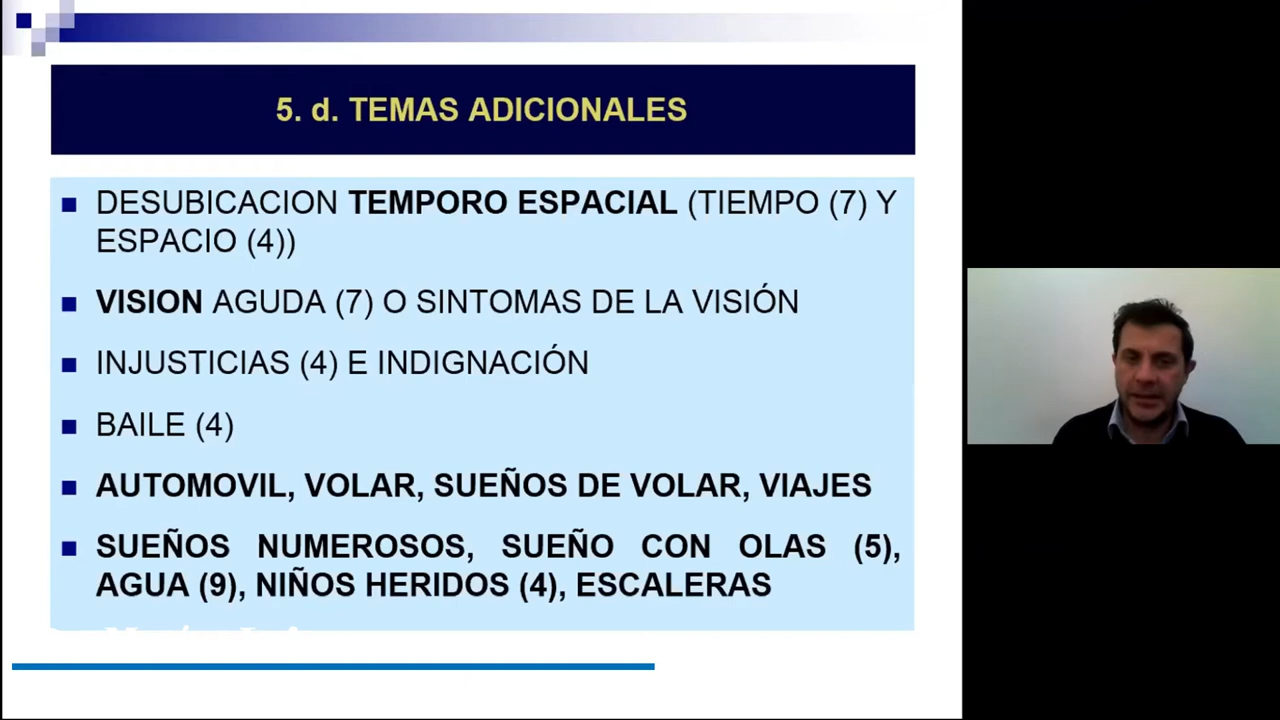 5. d. TEMAS ADICIONALES
DESUBICACION TEMPORO ESPACIAL (TIEMPO (7) Y
ESPACIO (4))
VISION AGUDA (7) O SINTOMAS DE LA VISIÓN
INJUSTICIAS (4) E INDIGNACIÓN
BAILE (4)
AUTOMOVIL, VOLAR, SUEÑOS DE VOLAR, VIAJES
SUEÑOS NUMEROSOS, SUEÑO CON OLAS (5),
AGUA (9), NIÑOS HERIDOS (4), ESCALERAS